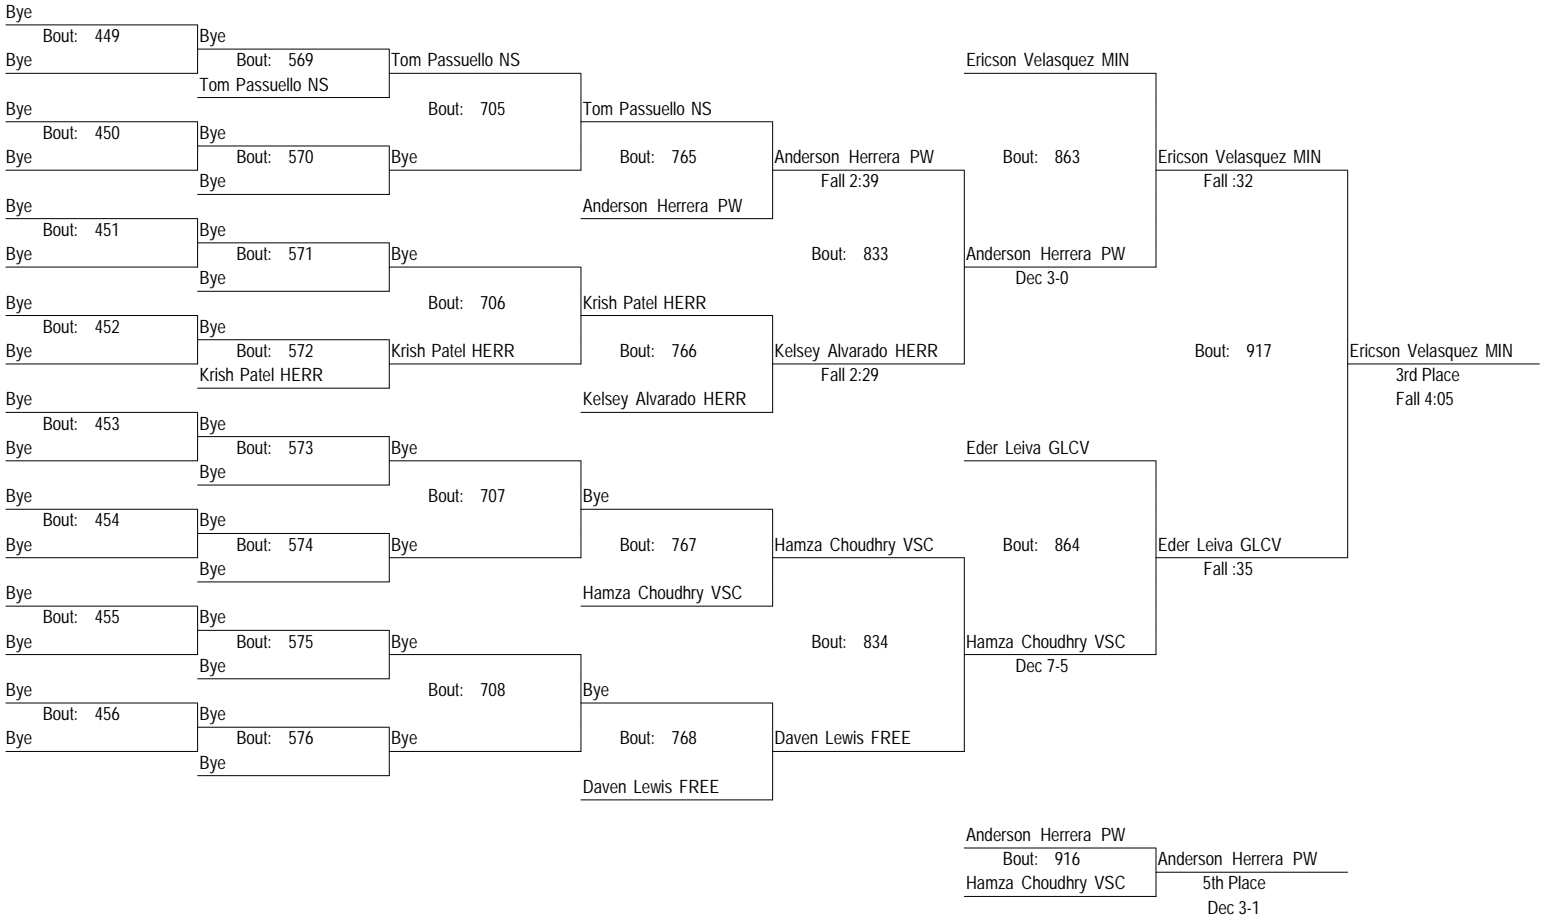 Bye
Bout: 449
Bye
Bye
Bout: 569
Tom Passuello NS
Tom Passuello NS
Bye
Bout: 450
Bye
Bye
Bout: 570
Bye
Bye
Bout: 705
Tom Passuello NS
Bout: 765
Anderson Herrera PW
Anderson Herrera PW
Fall 2:39
Bye
Bout: 451
Bye
Bye
Bout: 571
Bye
Bye
Bye
Bout: 452
Bye
Bye
Bout: 572
Krish Patel HERR
Krish Patel HERR
Bout: 706
Krish Patel HERR
Bout: 766
Kelsey Alvarado HERR
Kelsey Alvarado HERR
Fall 2:29
Bout: 833
Ericson Velasquez MIN
Bout: 863
Anderson Herrera PW
Dec 3-0
Ericson Velasquez MIN
Fall :32
Bye
Bout: 453
Bye
Bye
Bout: 573
Bye
Bye
Bye
Bout: 454
Bye
Bye
Bout: 574
Bye
Bye
Bout: 707
Bye
Bout: 767
Hamza Choudhry VSC
Hamza Choudhry VSC
Bye
Bout: 455
Bye
Bye
Bout: 575
Bye
Bye
Bye
Bout: 456
Bye
Bye
Bout: 576
Bye
Bye
Bout: 708
Bye
Bout: 768
Daven Lewis FREE
Daven Lewis FREE
Bout: 834
Eder Leiva GLCV
Bout: 864
Hamza Choudhry VSC
Dec 7-5
Eder Leiva GLCV
Fall :35
Bout: 917
Ericson Velasquez MIN
3rd Place
Fall 4:05
Anderson Herrera PW
Bout: 916
Hamza Choudhry VSC
Anderson Herrera PW
5th Place
Dec 3-1